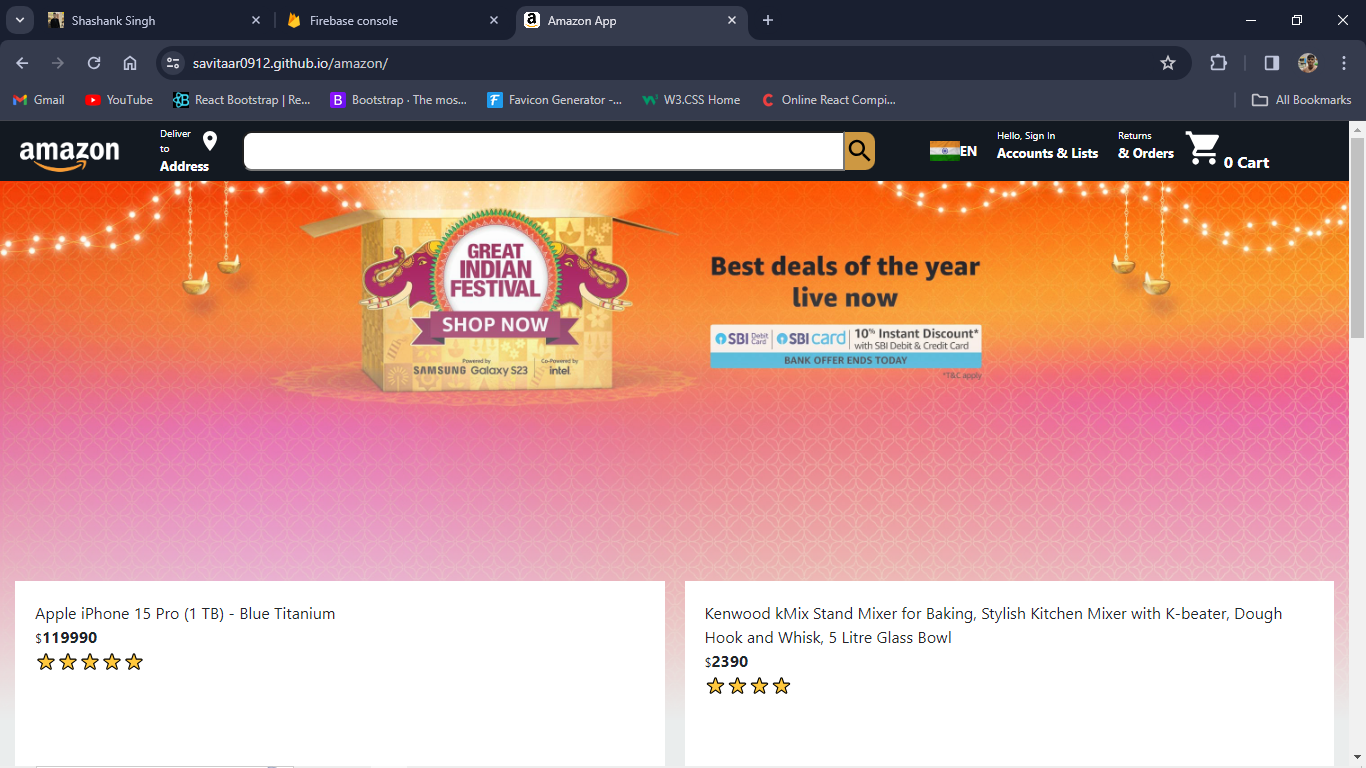 Shashank Singh
Firebase console
Amazon App
savitaar0912.github.io/amazon/
Gmail
YouTube
React Bootstrap | Re...
Bootstrap · The mos...
Favicon Generator -...
W3.CSS Home
Online React Compi...
All Bookmarks
amazon
Deliver
to
Address
EN
Hello, Sign In
Accounts & Lists
Returns
& Orders
0 Cart
GREAT
INDIAN
FESTIVAL
SHOP NOW
Powered by
SAMSUNG Galaxy S23
Co-Powered by
intel
Best deals of the year
live now
SBI Debit Card | SBI card | 10% Instant Discount*
with SBI Debit & Credit Card
BANK OFFER ENDS TODAY
*T&C apply
Apple iPhone 15 Pro (1 TB) - Blue Titanium
$119990
Kenwood kMix Stand Mixer for Baking, Stylish Kitchen Mixer with K-beater, Dough
Hook and Whisk, 5 Litre Glass Bowl
$2390